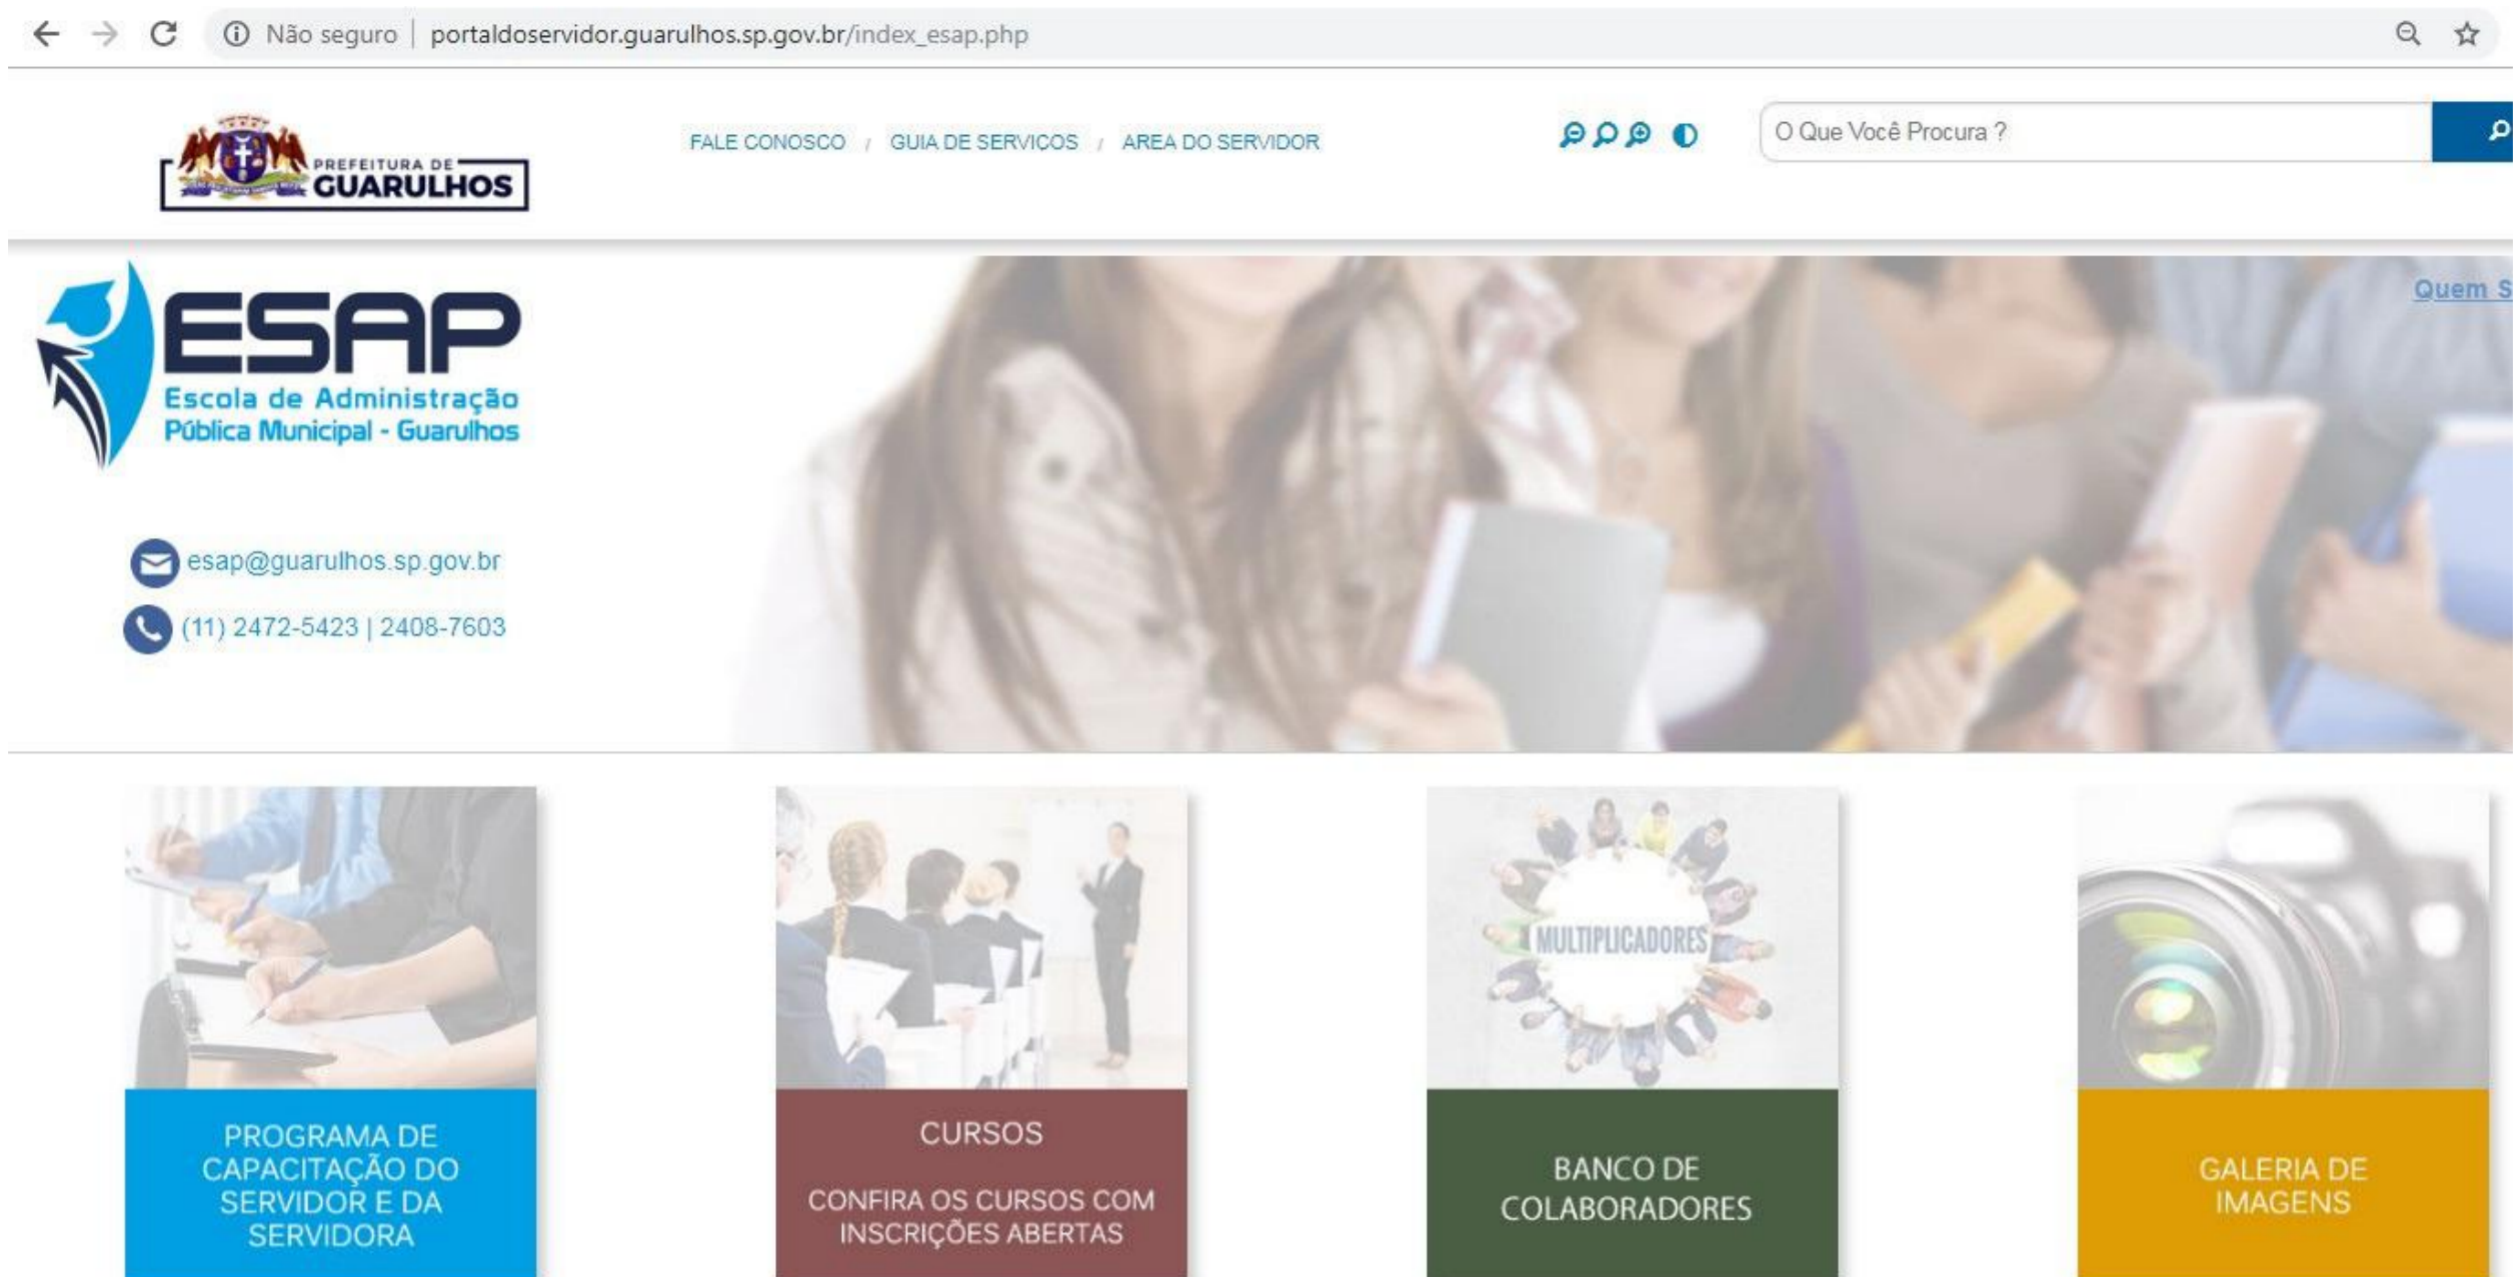 Não seguro | portaldoservidor.guarulhos.sp.gov.br/index_esap.php
PREFEITURA DE
GUARULHOS
FALE CONOSCO / GUIA DE SERVICOS / AREA DO SERVIDOR
O Que Você Procura ?
ESAP
Escola de Administração
Pública Municipal - Guarulhos
Quem S
esap@guarulhos.sp.gov.br
(11) 2472-5423 | 2408-7603
MULTIPLICADORES
PROGRAMA DE
CAPACITAÇÃO DO
SERVIDOR E DA
SERVIDORA
CURSOS
CONFIRA OS CURSOS COM
INSCRIÇÕES ABERTAS
BANCO DE
COLABORADORES
GALERIA DE
IMAGENS